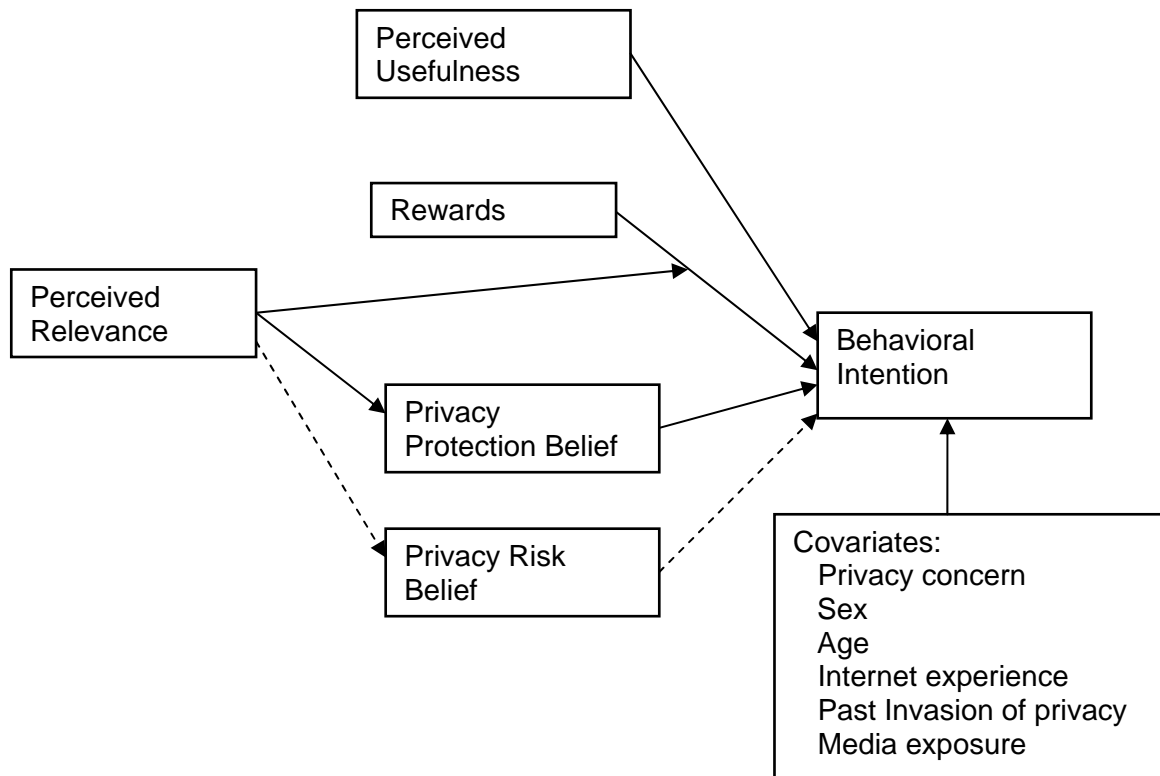 Perceived
Usefulness
Rewards
Perceived
Relevance
Behavioral
Intention
Privacy
Protection Belief
Privacy Risk
Belief
Covariates:
Privacy concern
Sex
Age
Internet experience
Past Invasion of privacy
Media exposure